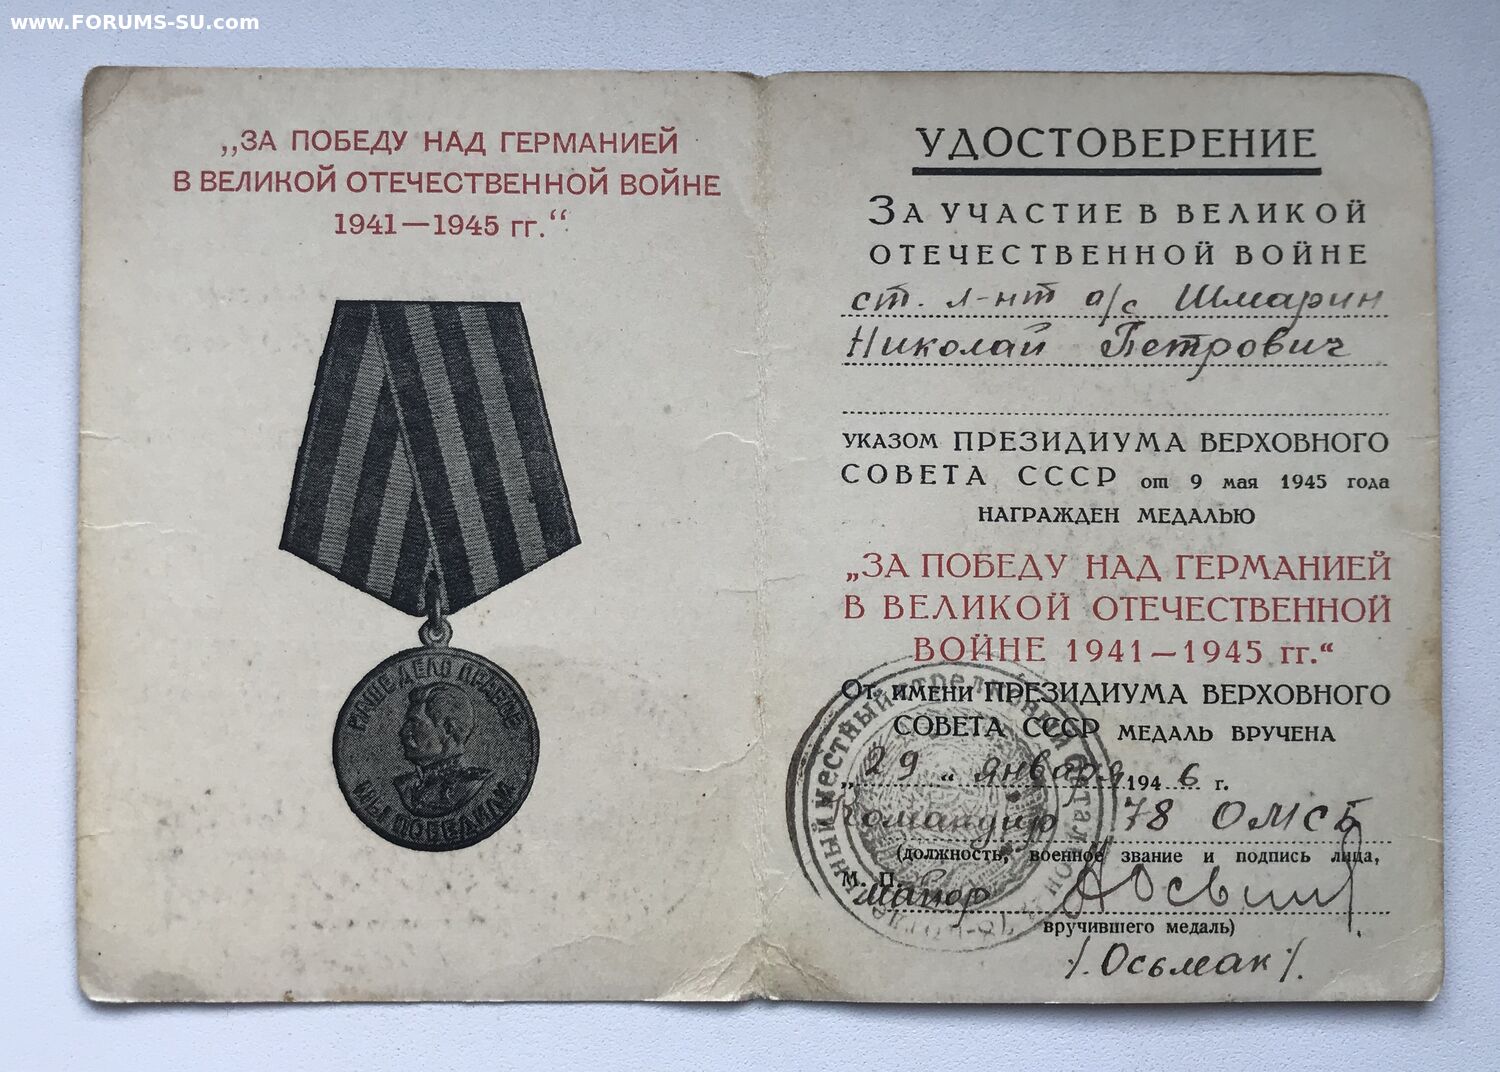 www.FORUMS-SU.com
„ЗА ПОБЕДУ НАД ГЕРМАНИЕЙ
В ВЕЛИКОЙ ОТЕЧЕСТВЕННОЙ ВОЙНЕ
1941—1945 гг.“
НАШЕ ДЕЛО ПРАВОЕ
МЫ ПОБЕДИЛИ
УДОСТОВЕРЕНИЕ
ЗА УЧАСТИЕ В ВЕЛИКОЙ
ОТЕЧЕСТВЕННОЙ ВОЙНЕ
ст. л-нт а/с Шмарин
Николай Петрович
УКАЗОМ ПРЕЗИДИУМА ВЕРХОВНОГО
СОВЕТА СССР от 9 мая 1945 года
НАГРАЖДЕН МЕДАЛЬЮ
„ЗА ПОБЕДУ НАД ГЕРМАНИЕЙ
В ВЕЛИКОЙ ОТЕЧЕСТВЕННОЙ
ВОЙНЕ 1941—1945 гг.“
ОТ ИМЕНИ ПРЕЗИДИУМА ВЕРХОВНОГО
СОВЕТА СССР МЕДАЛЬ ВРУЧЕНА
„29“ января 1946 г.
Командир 78 ОМСБ
(должность, военное звание и подпись лица,
М. П.
майор
вручившего медаль)
/Осьмак/.
местный стрелковый батальон